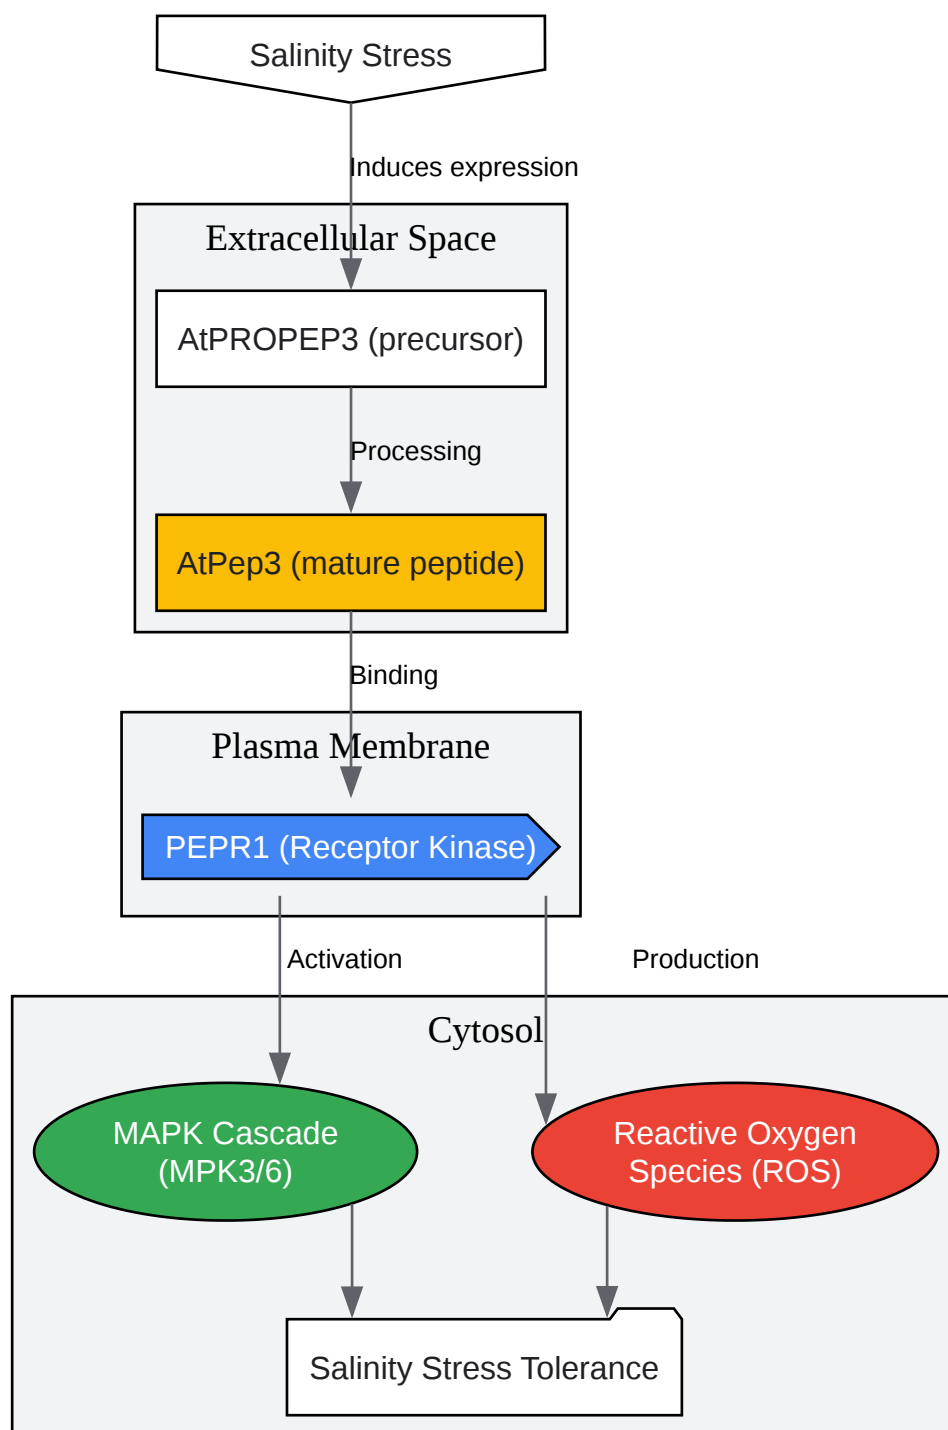 Salinity Stress
Induces expression
Extracellular Space
AtPROPEP3 (precursor)
Processing
AtPep3 (mature peptide)
Binding
Plasma Membrane
PEPR1 (Receptor Kinase)
Activation
Production
Cytosol
MAPK Cascade
(MPK3/6)
Reactive Oxygen
Species (ROS)
Salinity Stress Tolerance